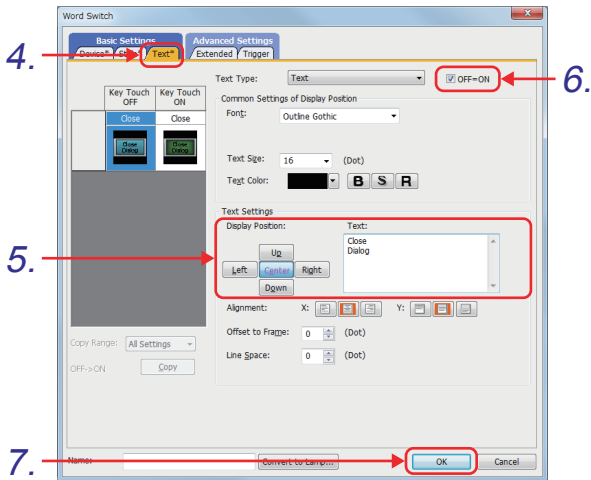 Word Switch
Basic Settings
Advanced Settings
4.
Device*
Text*
Extended
Trigger
Text Type:
Text
OFF=ON
6.
Key Touch OFF
Key Touch ON
Common Settings of Display Position
Close
Close
Font:
Outline Gothic
Close Dialog
Close Dialog
Text Size:
16
(Dot)
Text Color:
B
S
R
Text Settings
Display Position:
Text:
Close
Dialog
5.
Up
Left
Center
Right
Down
Alignment:
X:
Y:
Offset to Frame:
0
(Dot)
Copy Range:
All Settings
Line Space:
0
(Dot)
OFF->ON
Copy
7.
Name:
Convert to Lamp...
OK
Cancel